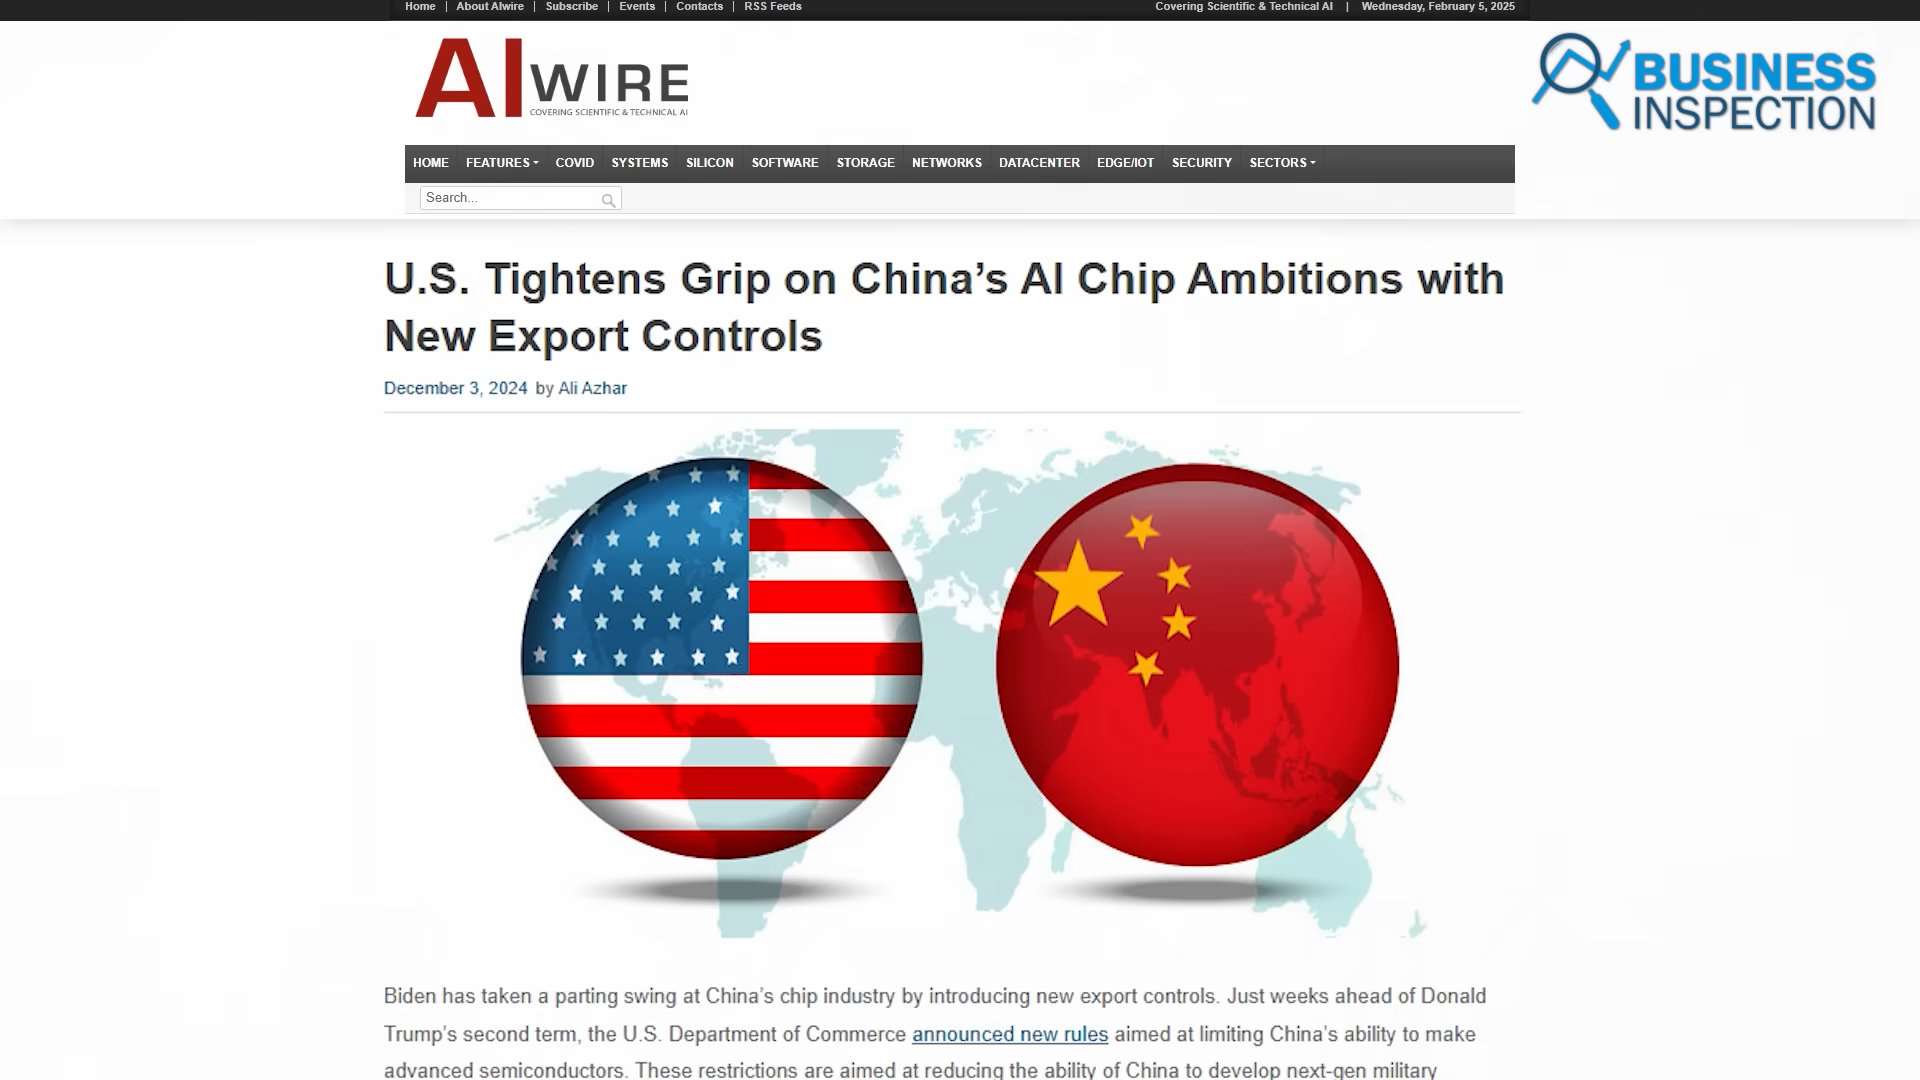 Home | About AIwire | Subscribe | Events | Contacts | RSS Feeds
Covering Scientific & Technical AI | Wednesday, February 5, 2025
AIWIRE
COVERING SCIENTIFIC & TECHNICAL AI
BUSINESS
INSPECTION
HOME FEATURES COVID SYSTEMS SILICON SOFTWARE STORAGE NETWORKS DATACENTER EDGE/IOT SECURITY SECTORS
Search...
U.S. Tightens Grip on China’s AI Chip Ambitions with
New Export Controls
December 3, 2024 by Ali Azhar
Biden has taken a parting swing at China’s chip industry by introducing new export controls. Just weeks ahead of Donald
Trump’s second term, the U.S. Department of Commerce announced new rules aimed at limiting China’s ability to make
advanced semiconductors. These restrictions are aimed at reducing the ability of China to develop next-gen military